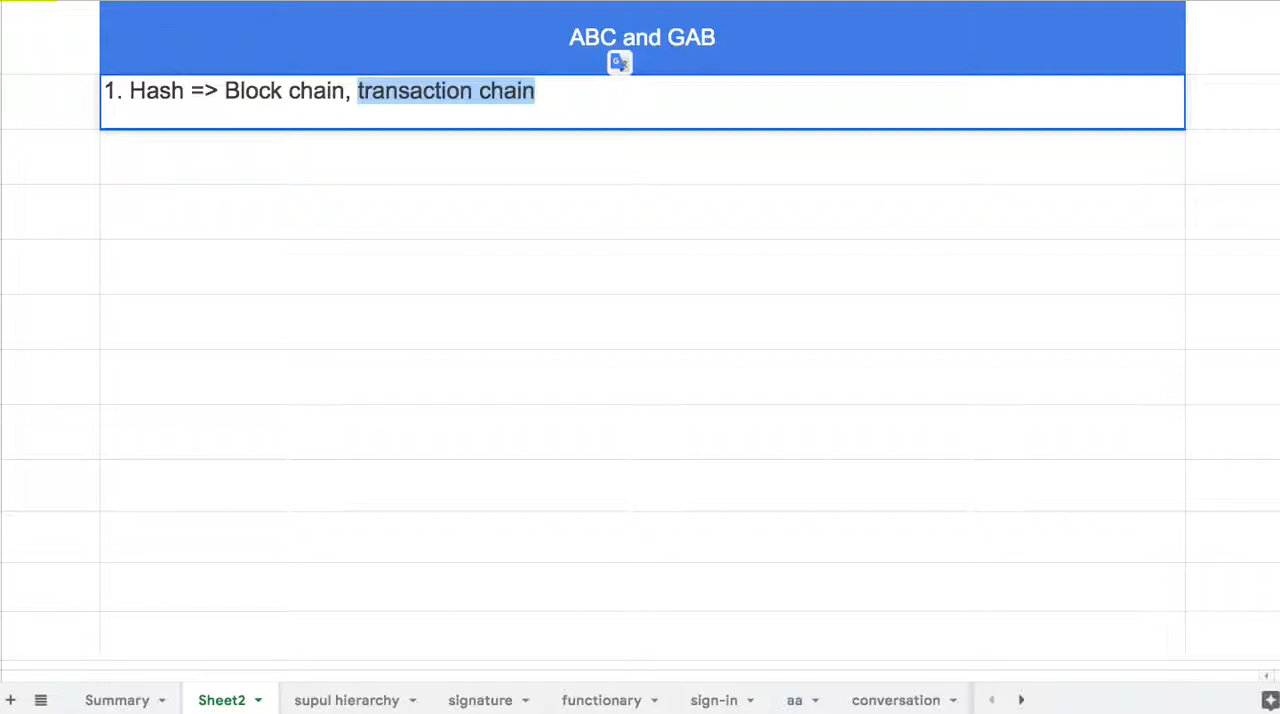 ABC and GAB
1. Hash => Block chain, transaction chain
+ Summary Sheet2 supul hierarchy signature functionary sign-in aa conversation